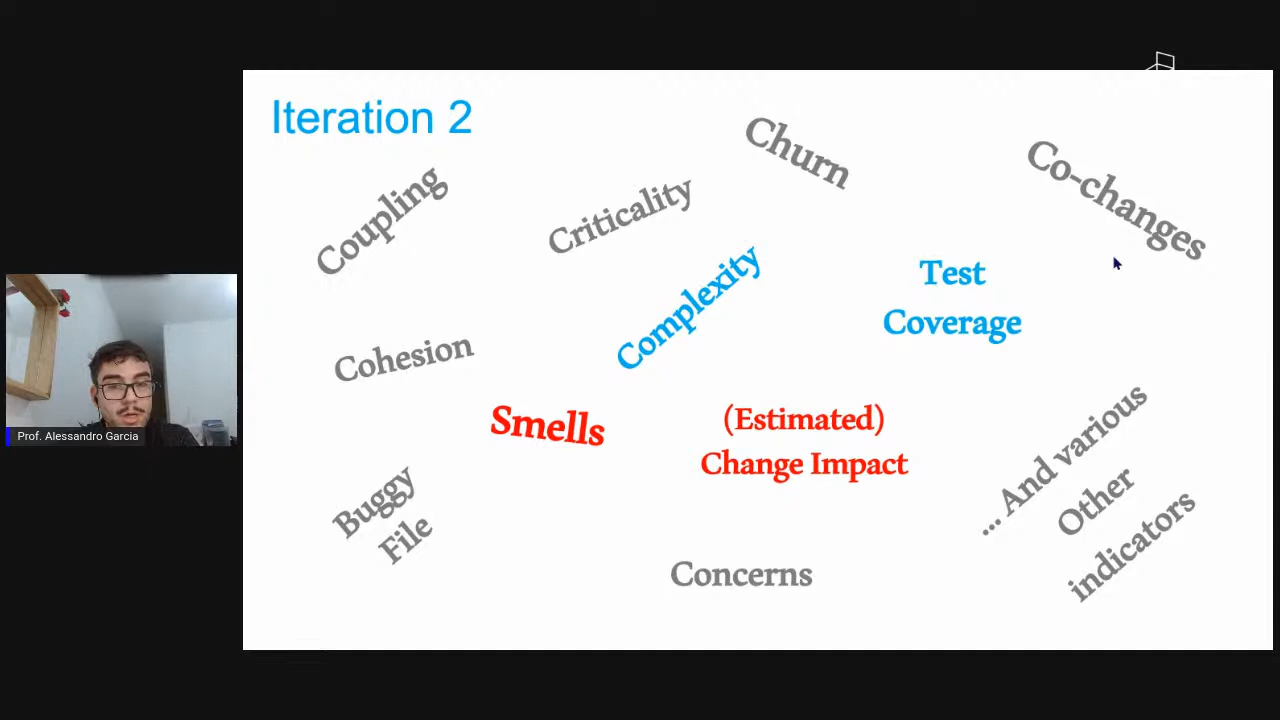 Iteration 2
Churn
Co-changes
Coupling
Criticality
Complexity
Test
Coverage
Cohesion
Smells
(Estimated)
Change Impact
... And various
Other
indicators
Buggy
File
Concerns
Prof. Alessandro Garcia